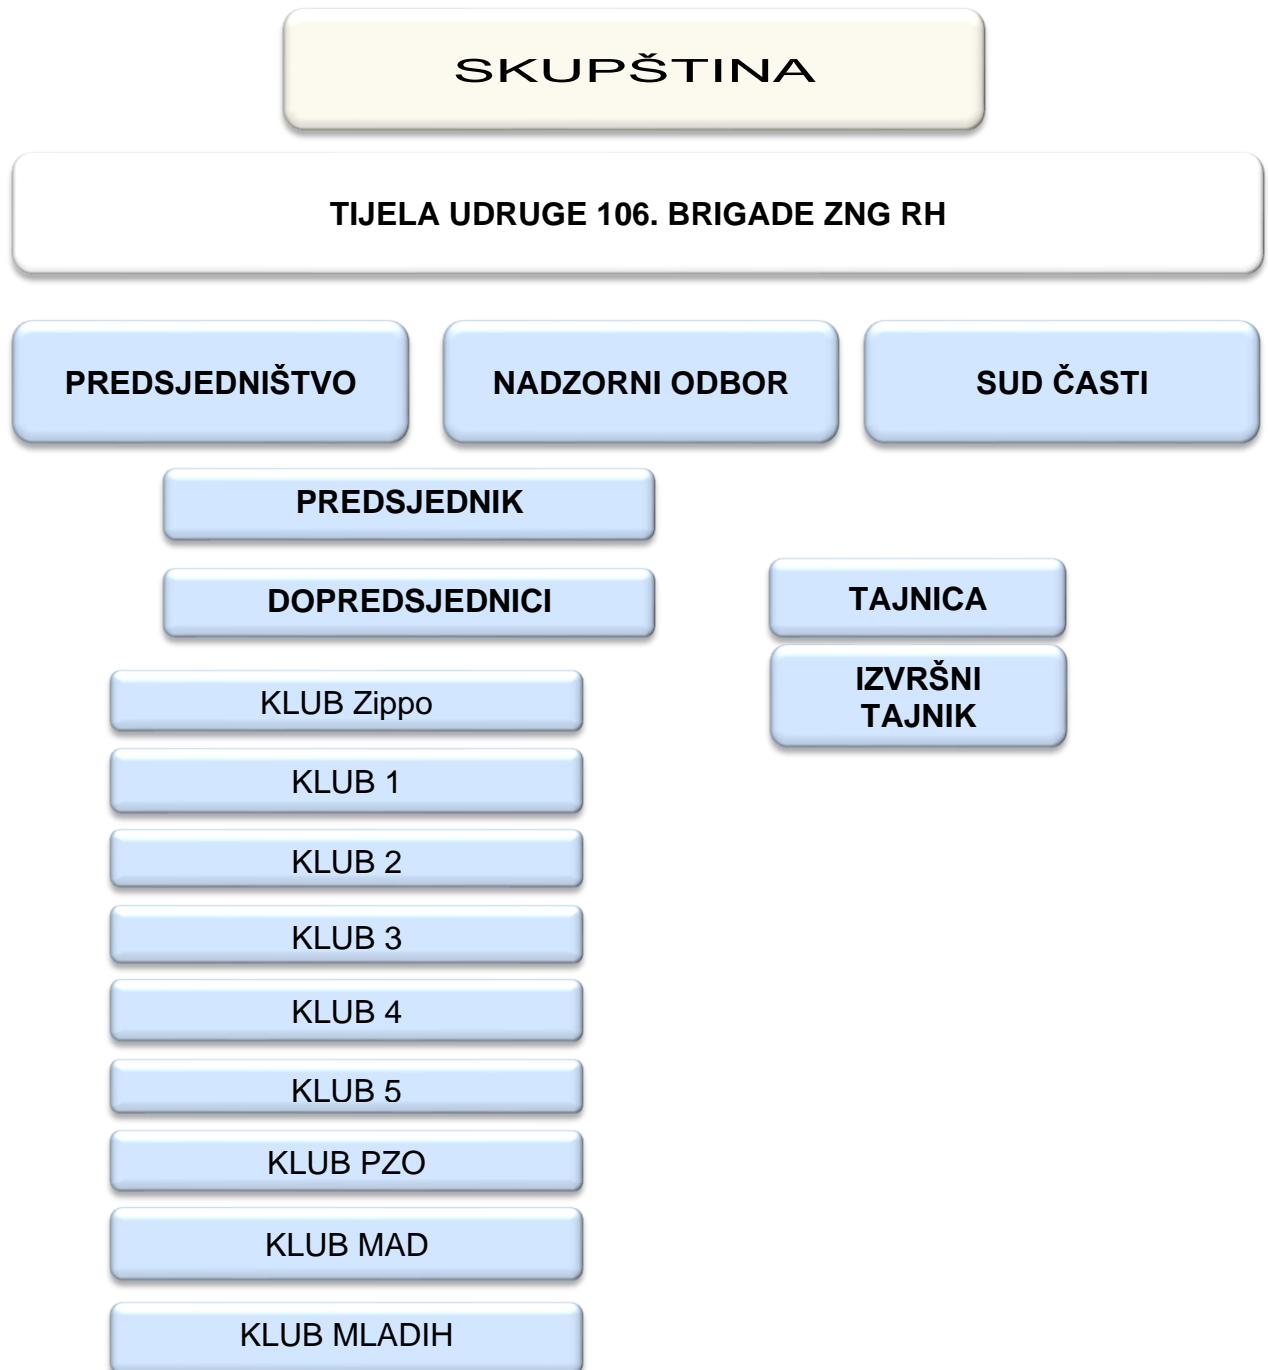 SKUPŠTINA
TIJELA UDRUGE 106. BRIGADE ZNG RH
PREDSJEDNIŠTVO
NADZORNI ODBOR
SUD ČASTI
PREDSJEDNIK
DOPREDSJEDNICI
TAJNICA
IZVRŠNI
TAJNIK
KLUB Zippo
KLUB 1
KLUB 2
KLUB 3
KLUB 4
KLUB 5
KLUB PZO
KLUB MAD
KLUB MLADIH